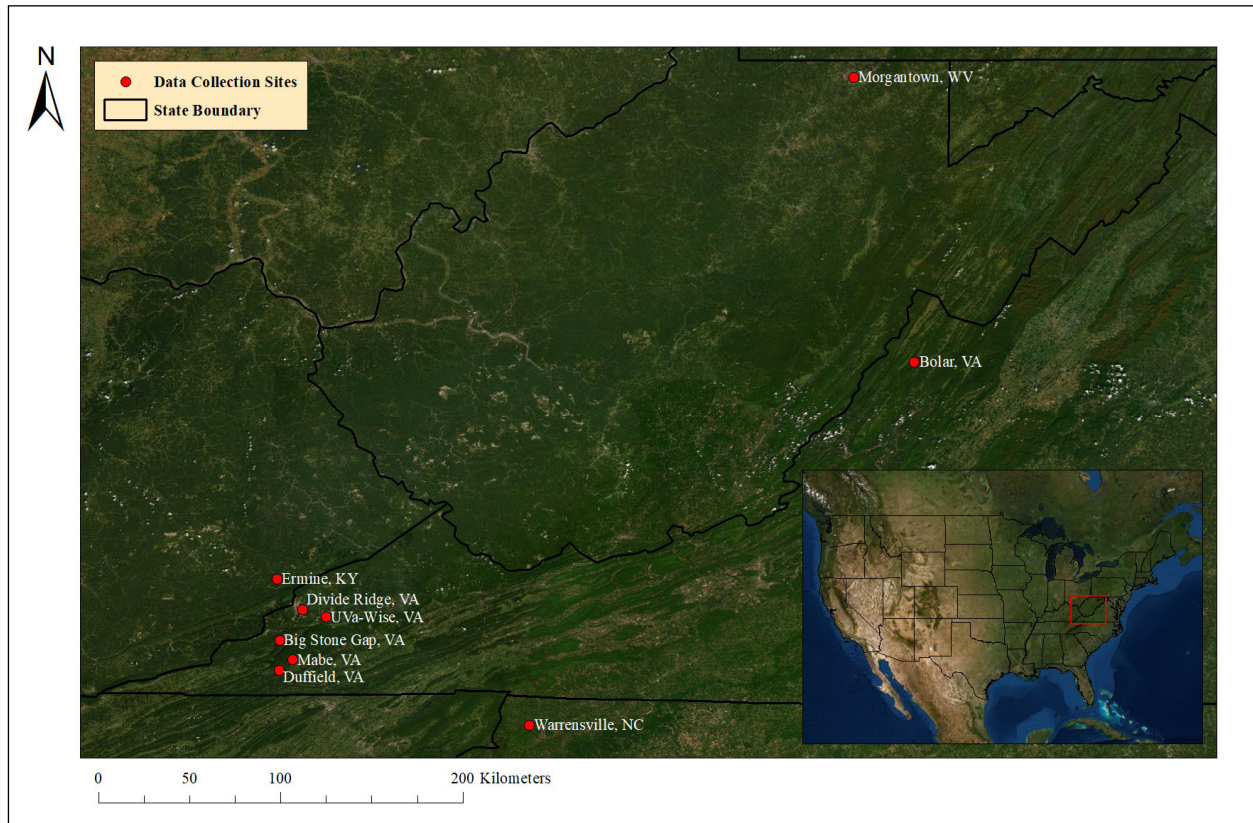 N
Data Collection Sites
State Boundary
Morgantown, WV
Bolar, VA
Ermine, KY
Divide Ridge, VA
UVa-Wise, VA
Big Stone Gap, VA
Mabe, VA
Duffield, VA
Warrensville, NC
0 50 100 200 Kilometers